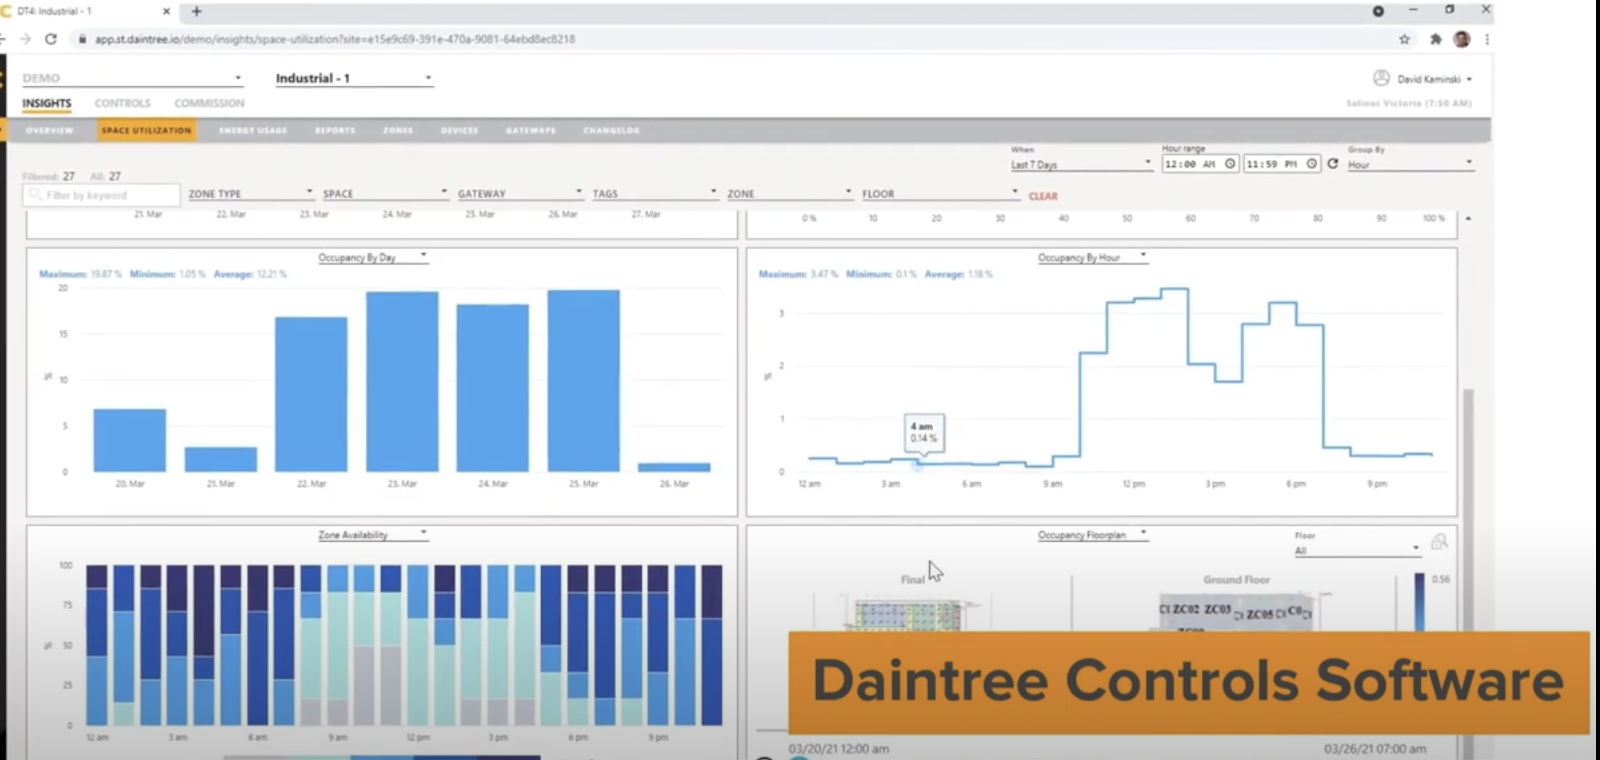 DT4: Industrial - 1
app.st.daintree.io/demo/insights/space-utilization?site=e15e9c69-391e-470a-9081-64ebd8ec8218
DEMO Industrial - 1 David Kaminski
INSIGHTS CONTROLS COMMISSION Salinas Victoria (7:50 AM)
OVERVIEW SPACE UTILIZATION ENERGY USAGE REPORTS ZONES DEVICES GATEWAYS CHANGELOG
When Hour range Group By
Last 7 Days 12:00 AM 11:59 PM Hour
Filtered: 27 All: 27
Filter by keyword ZONE TYPE SPACE GATEWAY TAGS ZONE FLOOR CLEAR
21. Mar 22. Mar 23. Mar 24. Mar 25. Mar 26. Mar 27. Mar
0 % 10 20 30 40 50 60 70 80 90 100 %
Occupancy By Day
Maximum: 19.87 % Minimum: 1.05 % Average: 12.21 %
20
15
10
5
0
%
20. Mar 21. Mar 22. Mar 23. Mar 24. Mar 25. Mar 26. Mar
Occupancy By Hour
Maximum: 3.47 % Minimum: 0.1 % Average: 1.18 %
3
2
1
0
%
4 am
0.14 %
12 am 3 am 6 am 9 am 12 pm 3 pm 6 pm 9 pm
Zone Availability
100
75
50
25
0
%
12 am 3 am 6 am 9 am 12 pm 3 pm 6 pm 9 pm
Occupancy Floorplan
Floor
All
Final Ground Floor 0.56
ZC02 ZC03 ZC05
Daintree Controls Software
03/20/21 12:00 am 03/26/21 07:00 am